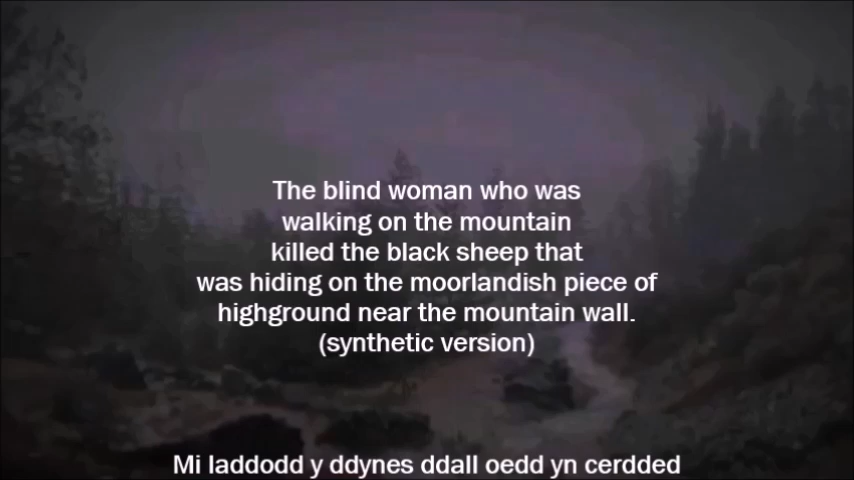 The blind woman who was
walking on the mountain
killed the black sheep that
was hiding on the moorlandish piece of
highground near the mountain wall.
(synthetic version)
Mi laddodd y ddynes ddall oedd yn cerdded